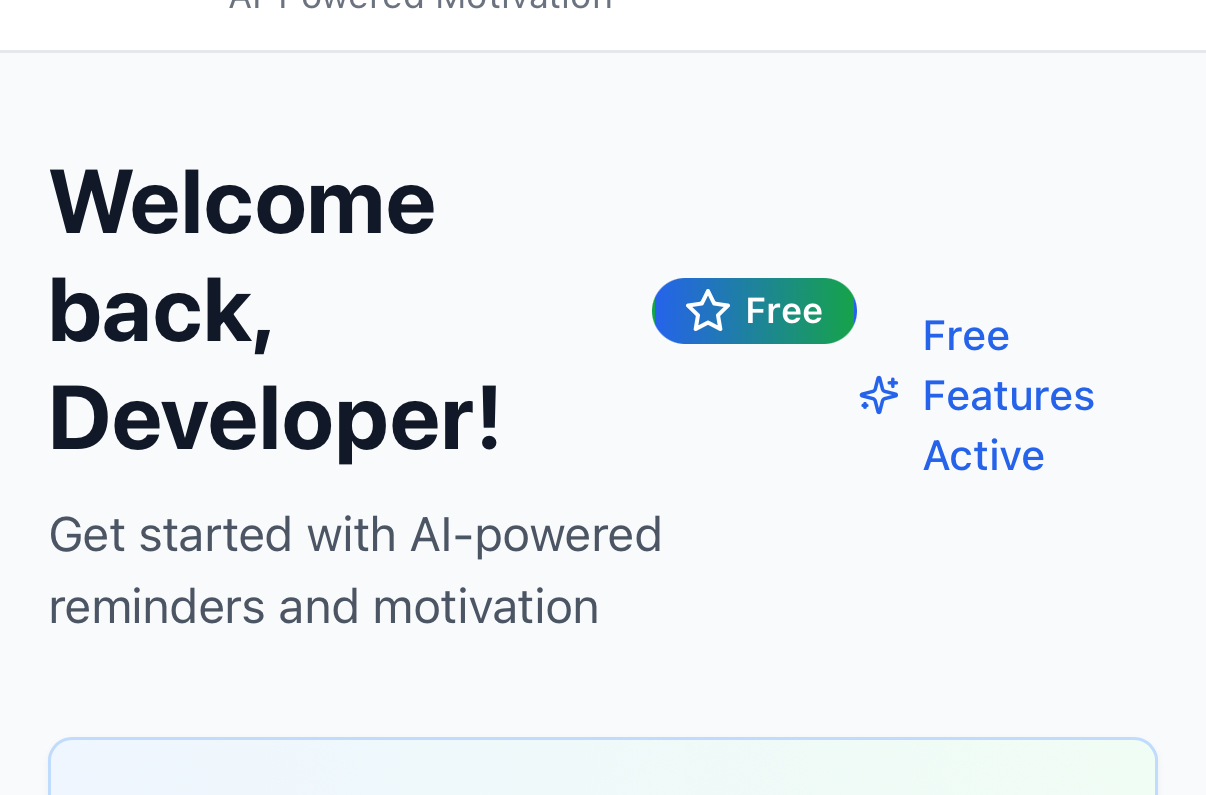 AI-Powered Motivation
Welcome
back,
Developer!
Free
Free
Features
Active
Get started with AI-powered
reminders and motivation